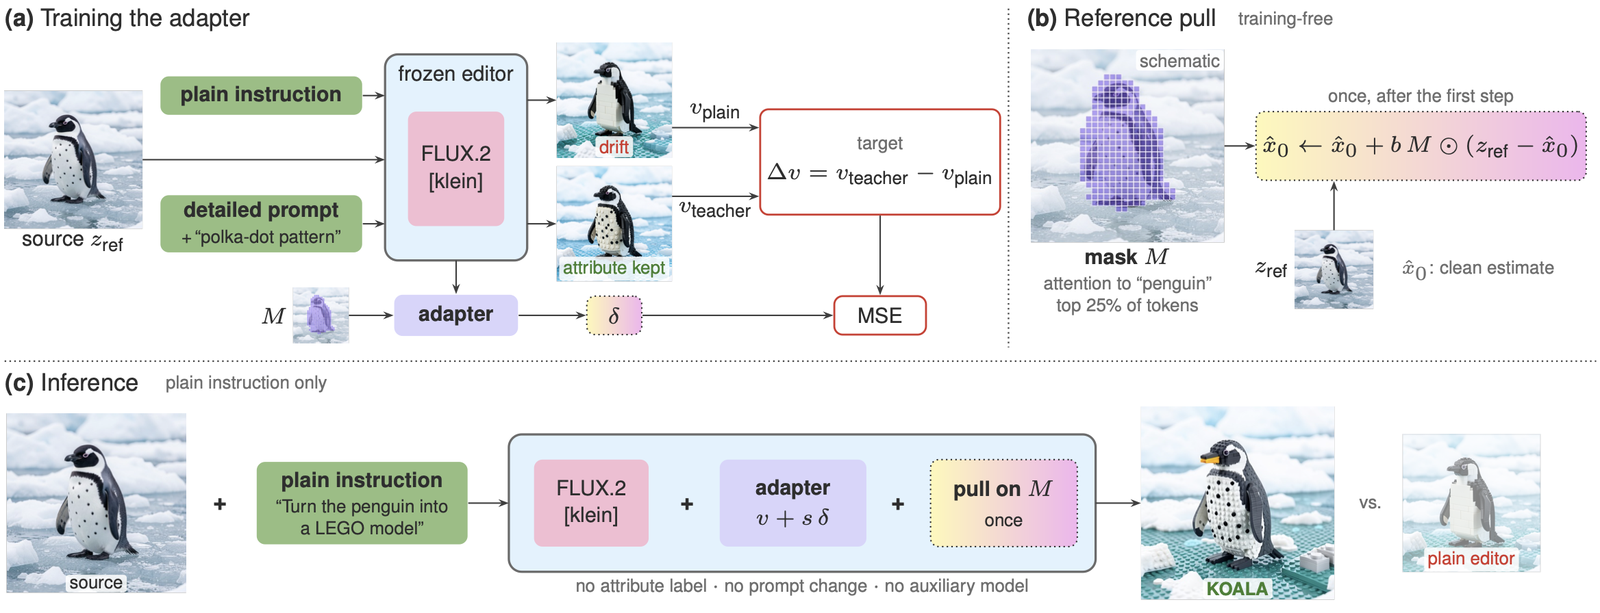 (a) Training the adapter
plain instruction
source z_ref
detailed prompt
+ “polka-dot pattern”
frozen editor
FLUX.2
[klein]
drift
attribute kept
v_plain
v_teacher
target
Δv = v_teacher − v_plain
M
adapter
δ
MSE
(b) Reference pull training-free
schematic
mask M
attention to “penguin”
top 25% of tokens
once, after the first step
x̂₀ ← x̂₀ + b M ⊙ (z_ref − x̂₀)
z_ref
x̂₀ : clean estimate
(c) Inference plain instruction only
source
+
plain instruction
“Turn the penguin into
a LEGO model”
FLUX.2
[klein]
+
adapter
v + s δ
+
pull on M
once
no attribute label · no prompt change · no auxiliary model
KOALA
vs.
plain editor